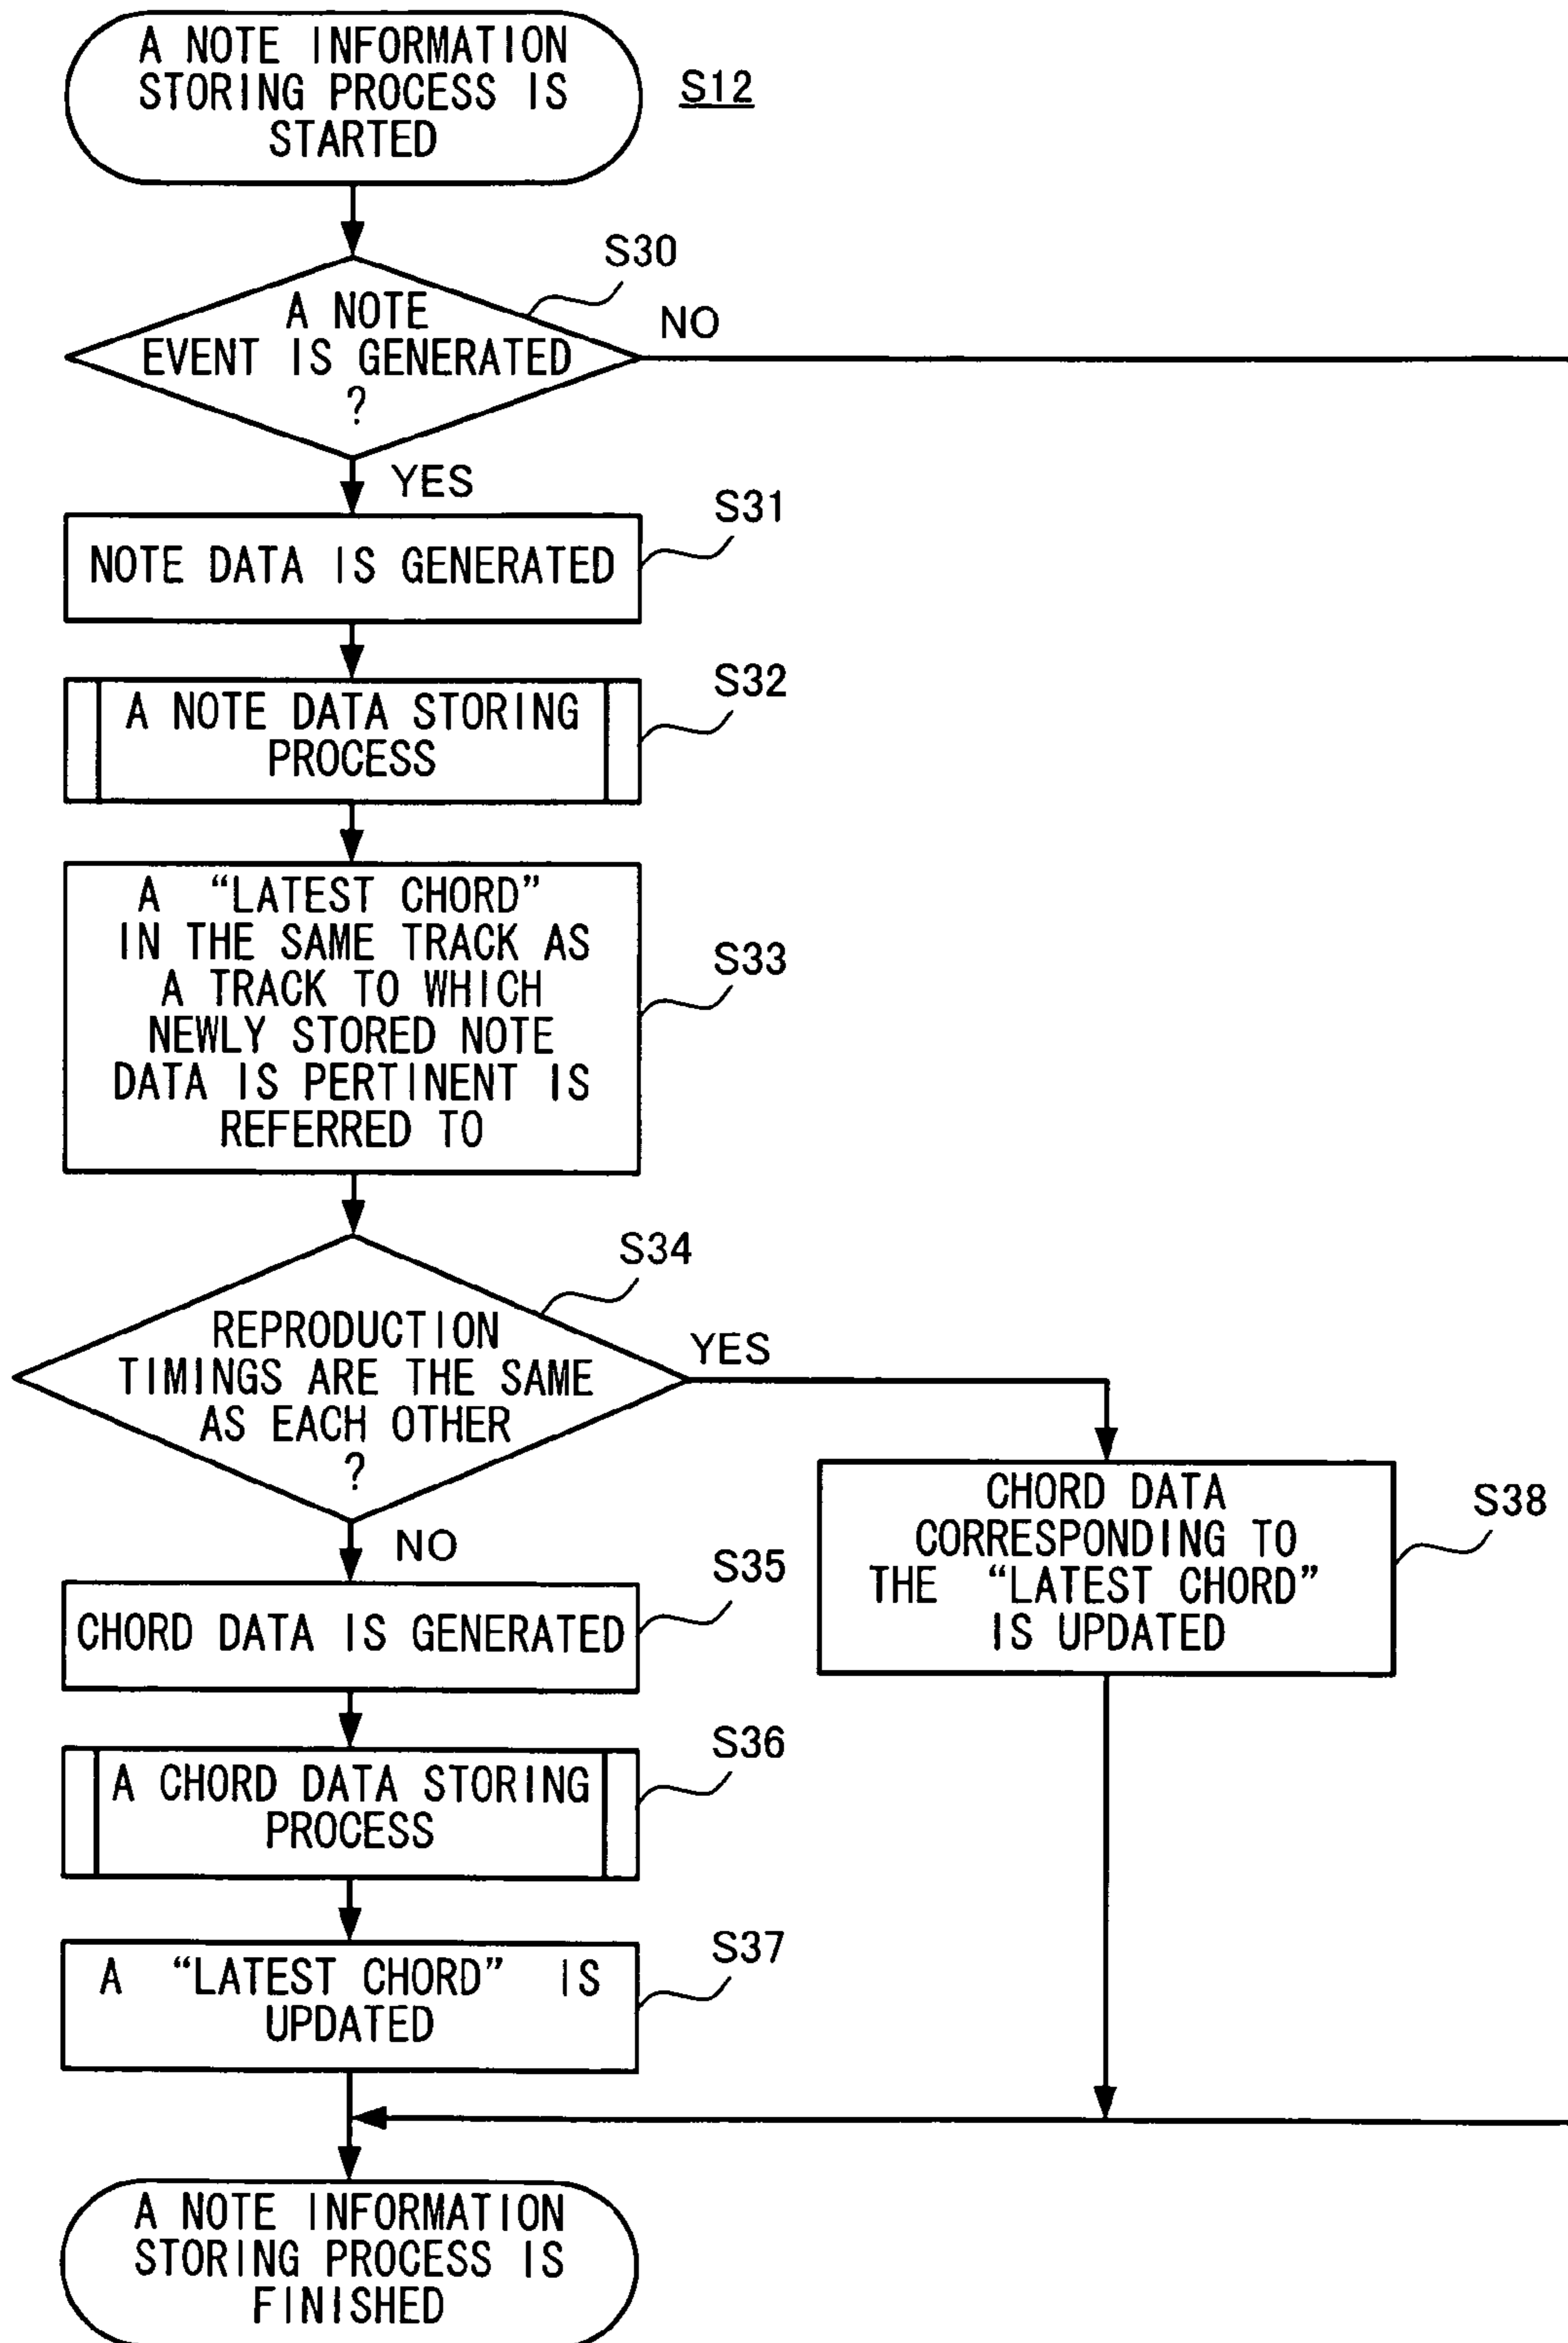 A NOTE INFORMATION
STORING PROCESS IS
STARTED
S12
S30
A NOTE
EVENT IS GENERATED
?
NO
YES
S31
NOTE DATA IS GENERATED
S32
A NOTE DATA STORING
PROCESS
S33
A “LATEST CHORD”
IN THE SAME TRACK AS
A TRACK TO WHICH
NEWLY STORED NOTE
DATA IS PERTINENT IS
REFERRED TO
S34
REPRODUCTION
TIMINGS ARE THE SAME
AS EACH OTHER
?
YES
NO
S38
CHORD DATA
CORRESPONDING TO
THE “LATEST CHORD”
IS UPDATED
S35
CHORD DATA IS GENERATED
S36
A CHORD DATA STORING
PROCESS
S37
A “LATEST CHORD” IS
UPDATED
A NOTE INFORMATION
STORING PROCESS IS
FINISHED